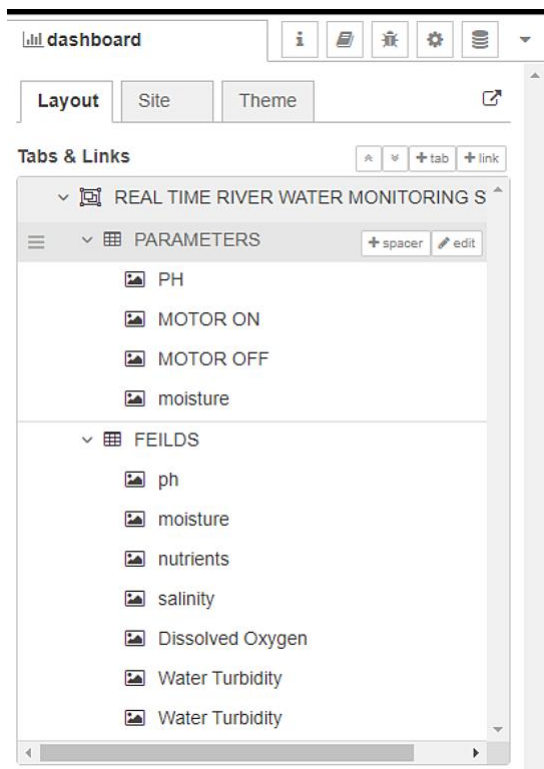 dashboard
Layout
Site
Theme
Tabs & Links
tab
link
REAL TIME RIVER WATER MONITORING S
PARAMETERS
spacer
edit
PH
MOTOR ON
MOTOR OFF
moisture
FEILDS
ph
moisture
nutrients
salinity
Dissolved Oxygen
Water Turbidity
Water Turbidity